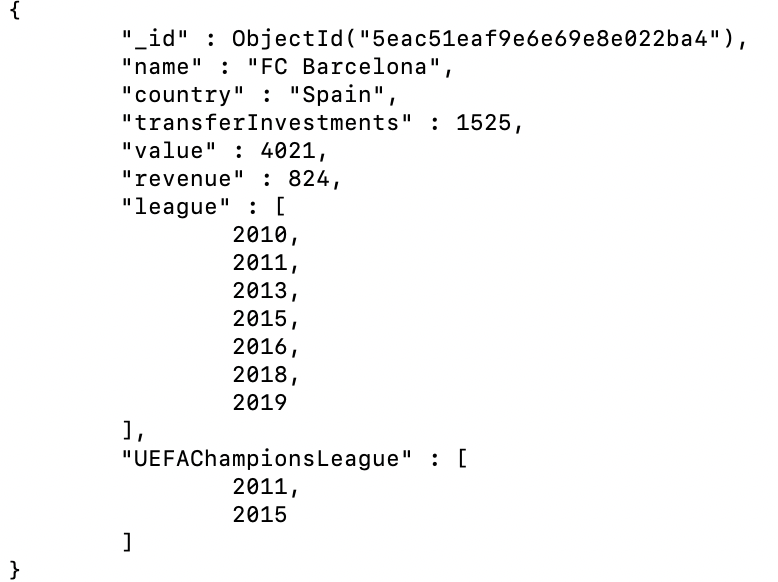 {
        "_id" : ObjectId("5eac51eaf9e6e69e8e022ba4"),
        "name" : "FC Barcelona",
        "country" : "Spain",
        "transferInvestments" : 1525,
        "value" : 4021,
        "revenue" : 824,
        "league" : [
                2010,
                2011,
                2013,
                2015,
                2016,
                2018,
                2019
        ],
        "UEFAChampionsLeague" : [
                2011,
                2015
        ]
}